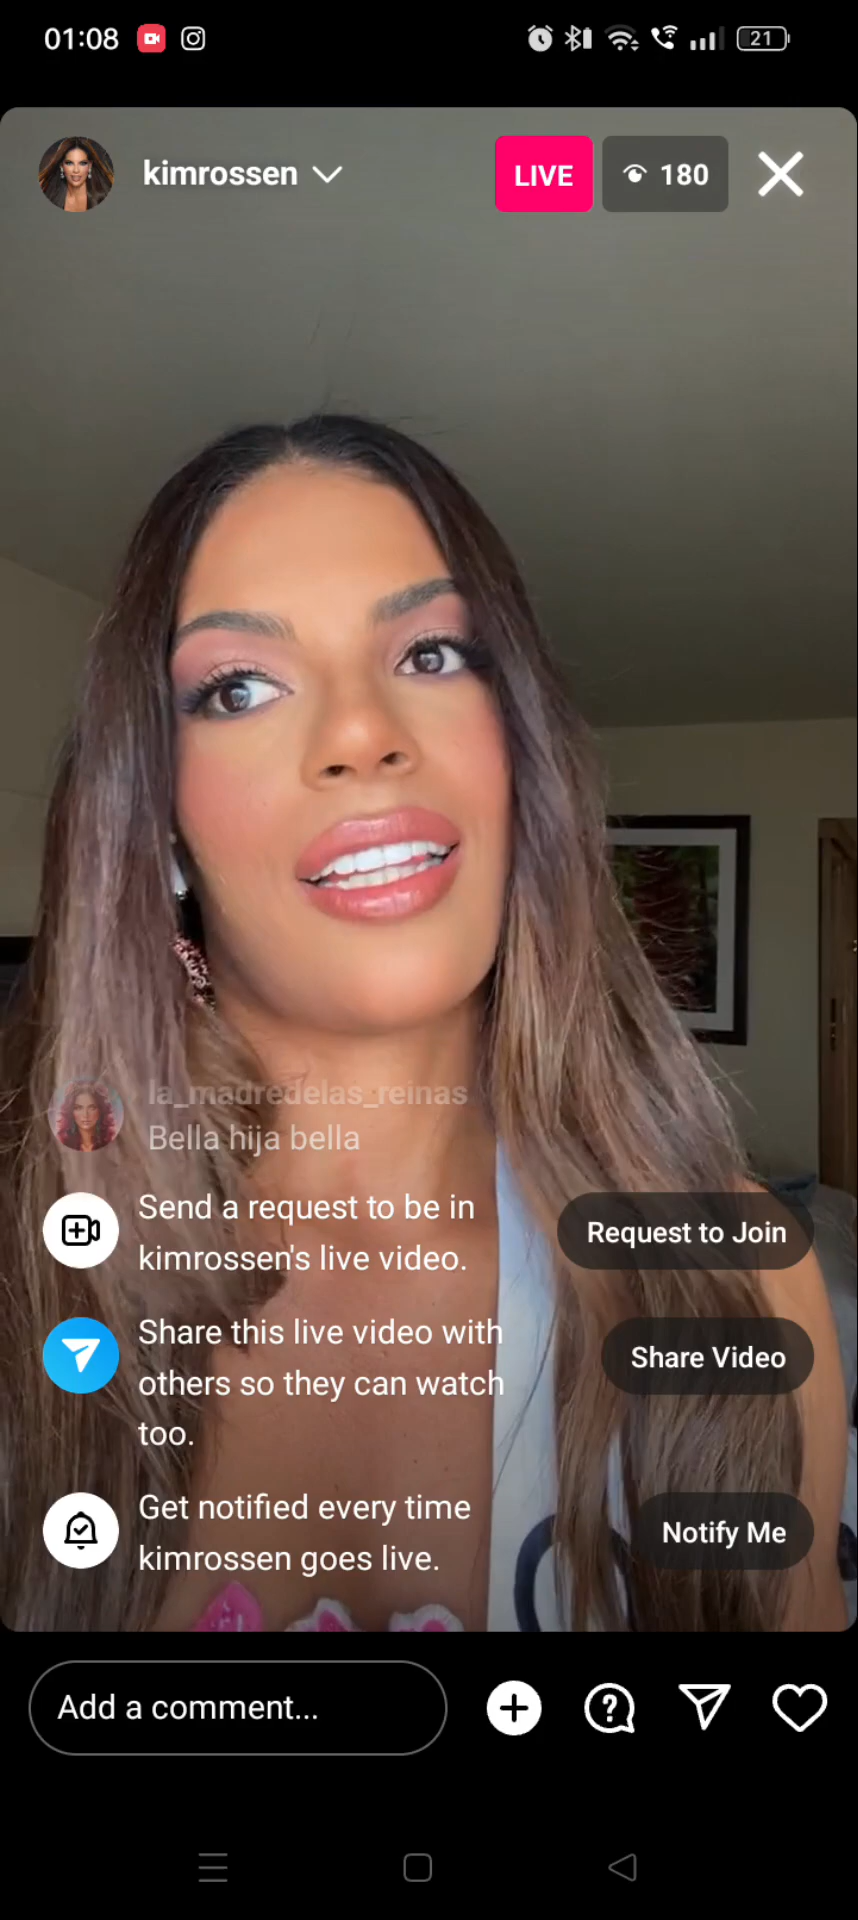 01:08
21
kimrossen
LIVE
180
la_madredelas_reinas
Bella hija bella
Send a request to be in
kimrossen's live video.
Request to Join
Share this live video with
others so they can watch
too.
Share Video
Get notified every time
kimrossen goes live.
Notify Me
Add a comment...